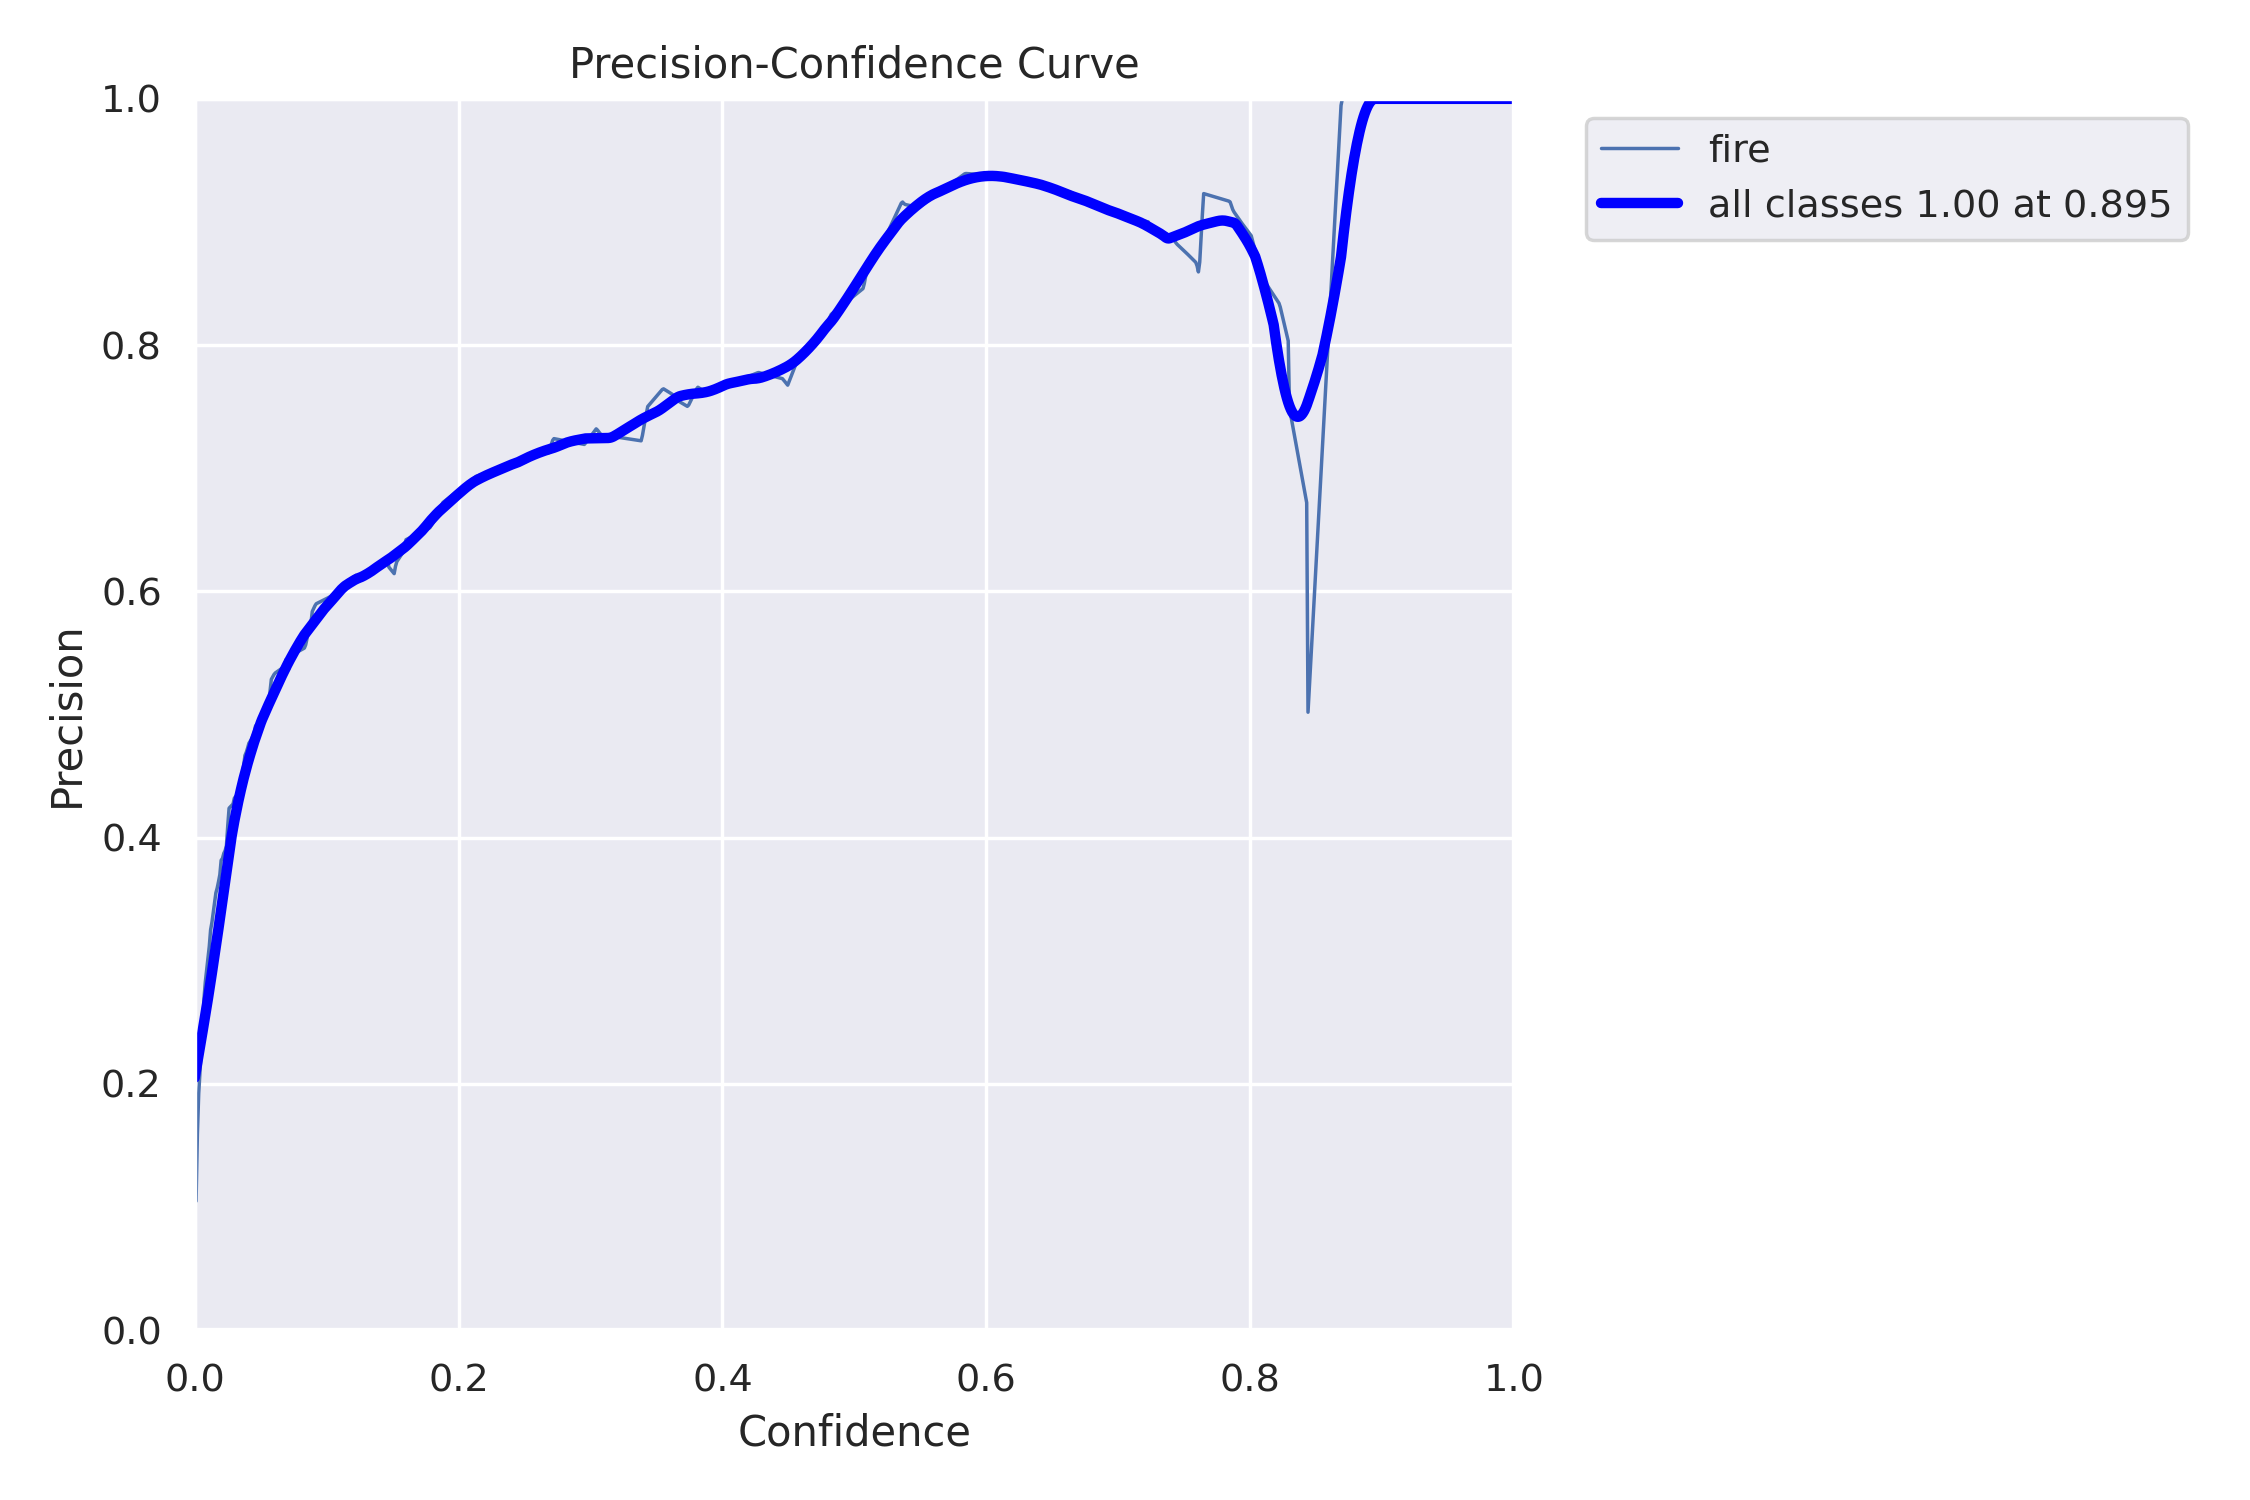 Precision-Confidence Curve
1.0
0.8
0.6
0.4
0.2
0.0
Precision
0.0 0.2 0.4 0.6 0.8 1.0
Confidence
fire
all classes 1.00 at 0.895